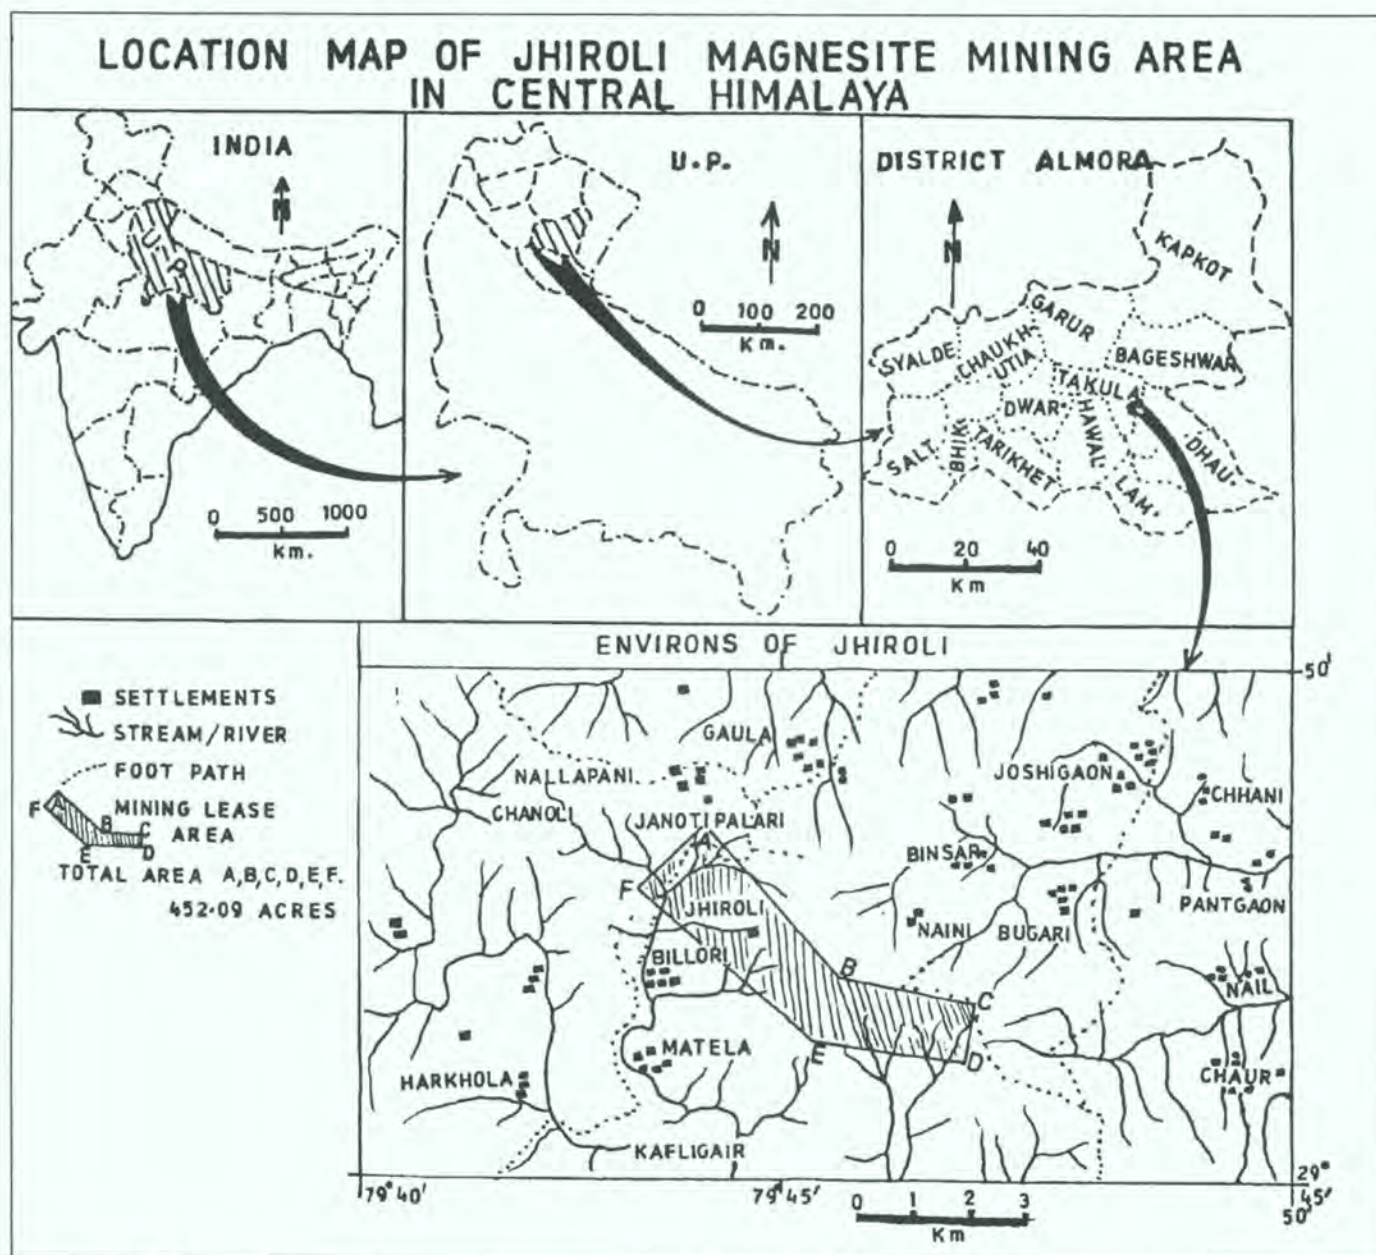 LOCATION MAP OF JHIROLI MAGNESITE MINING AREA
IN CENTRAL HIMALAYA
INDIA
N
U.P.
0 500 1000
Km.
U.P.
N
0 100 200
Km.
DISTRICT ALMORA
N
KAPKOT
GARUR
SYALDE
CHAUKH-
UTIA
BAGESHWAR
TAKULA
DWAR.
HAWAL
DHAU.
SALT.
BHIK
TARIKHET
LAM.
0 20 40
Km
ENVIRONS OF JHIROLI
SETTLEMENTS
STREAM/RIVER
FOOT PATH
MINING LEASE
AREA
F A B C E D
TOTAL AREA A,B,C,D,E,F.
452.09 ACRES
50'
GAULA
NALLAPANI
JOSHIGAON
CHHANI
CHANOLI
JANOTI PALARI
A
BINSAR
F
JHIROLI
PANTGAON
NAINI
BUGARI
BILLORI
B
NAIL
C
MATELA
E
D
HARKHOLA
CHAUR
KAFLIGAIR
29°
45'
79° 40'
79° 45'
50'
0 1 2 3
Km